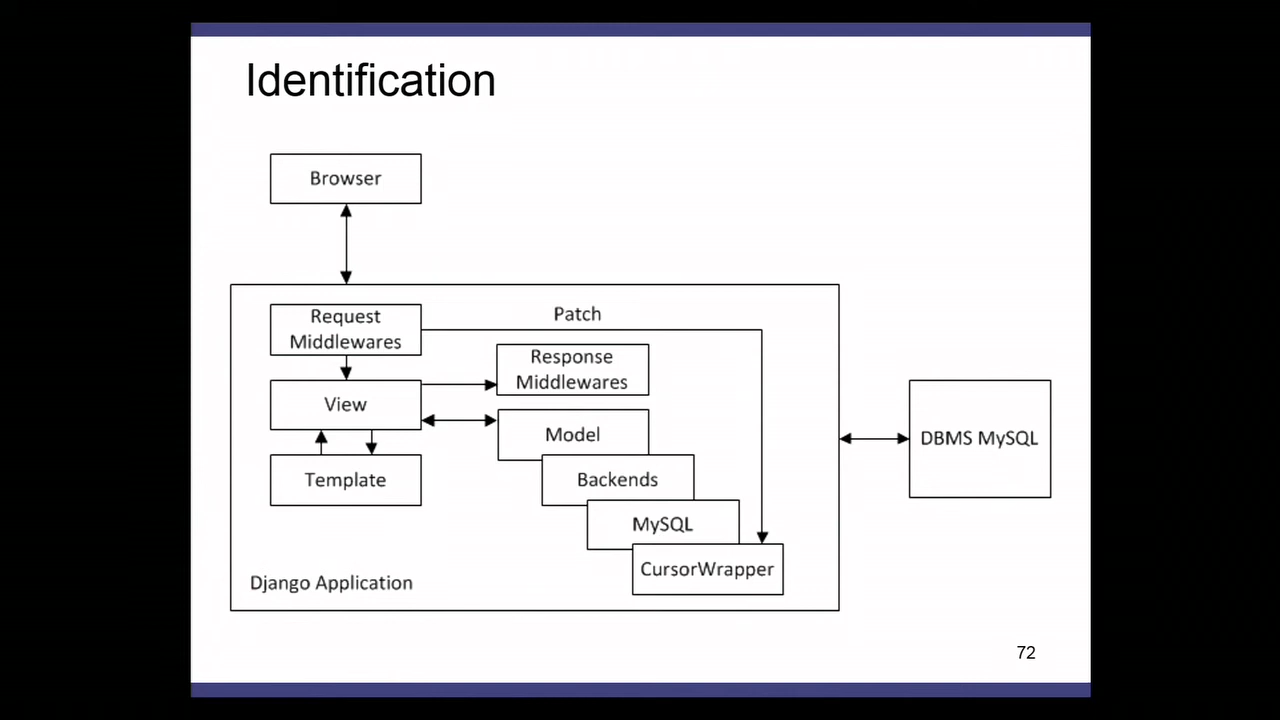 Identification
Browser
Request
Middlewares
Patch
Response
Middlewares
View
Model
DBMS MySQL
Template
Backends
MySQL
CursorWrapper
Django Application
72